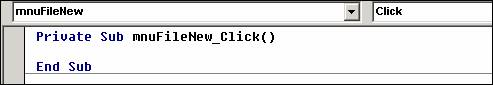 mnuFileNew Click
Private Sub mnuFileNew_Click()
End Sub